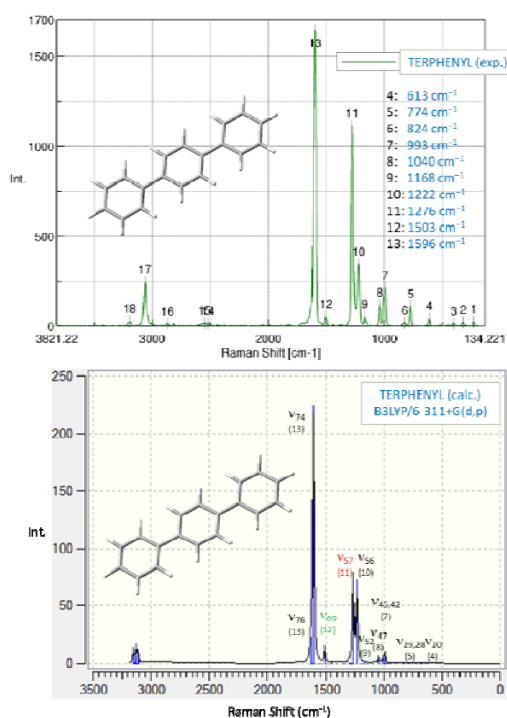 1700
13
TERPHENYL (exp.)
4: 613 cm⁻¹
5: 774 cm⁻¹
6: 824 cm⁻¹
7: 993 cm⁻¹
8: 1040 cm⁻¹
9: 1168 cm⁻¹
10: 1222 cm⁻¹
11: 1276 cm⁻¹
12: 1503 cm⁻¹
13: 1596 cm⁻¹
11
1000
Int.
500
10
17
7
8
5
18 16 15 14 12 9 6 4 3 2 1
0
3821.22 3000 2000 1000 134.221
Raman Shift [cm-1]
250
TERPHENYL (calc.)
B3LYP/6-311+G(d,p)
ν74
(13)
200
150
Int.
100
ν57 ν56
(11) (10)
50
ν76 ν69 ν45,42
(13) (12) (7)
ν52 ν47
(9) (8)
ν29,28 ν20
(5) (4)
0
3500 3000 2500 2000 1500 1000 500 0
Raman Shift (cm⁻¹)